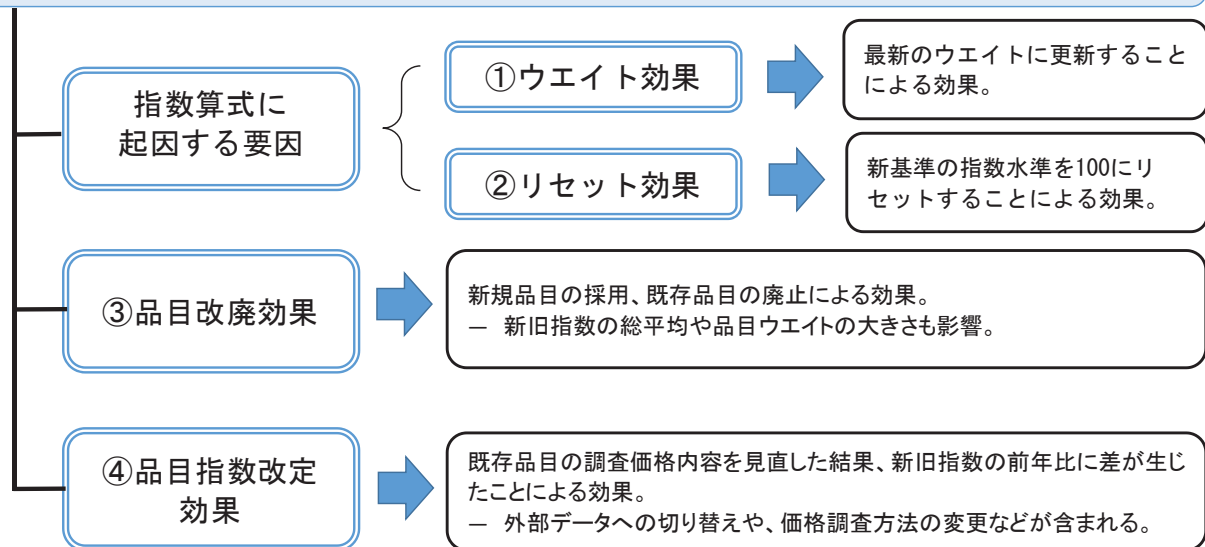 指数算式に
起因する要因
①ウエイト効果
最新のウエイトに更新すること
による効果。
②リセット効果
新基準の指数水準を100にリ
セットすることによる効果。
③品目改廃効果
新規品目の採用、既存品目の廃止による効果。
― 新旧指数の総平均や品目ウエイトの大きさも影響。
④品目指数改定
効果
既存品目の調査価格内容を見直した結果、新旧指数の前年比に差が生じ
たことによる効果。
― 外部データへの切り替えや、価格調査方法の変更などが含まれる。